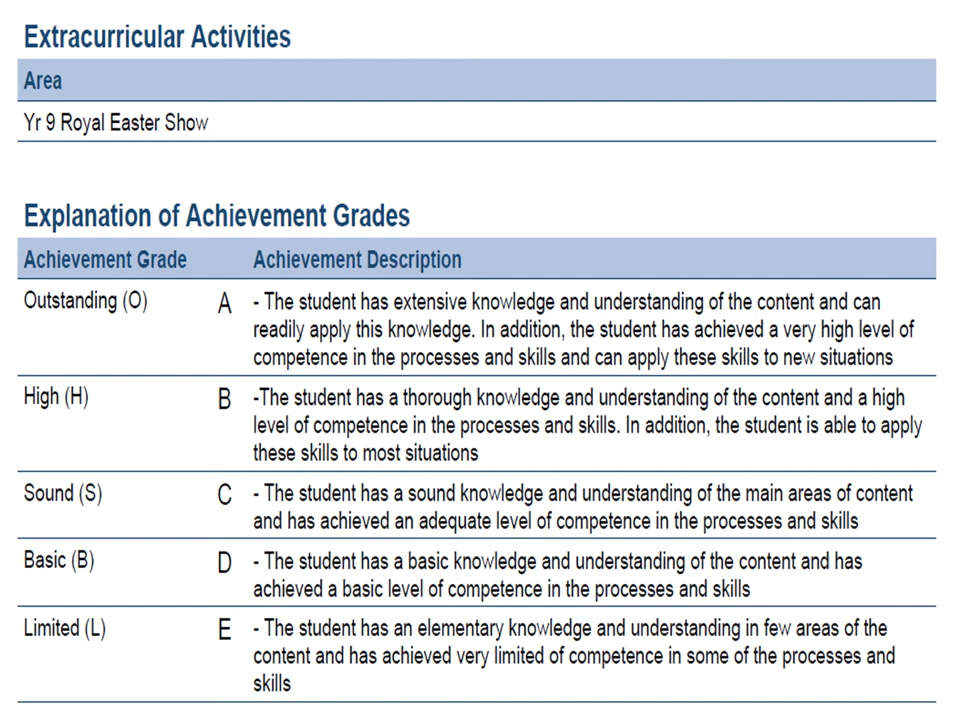 Extracurricular Activities
Area
Yr 9 Royal Easter Show
Explanation of Achievement Grades
Achievement Grade Achievement Description
Outstanding (O) A - The student has extensive knowledge and understanding of the content and can
readily apply this knowledge. In addition, the student has achieved a very high level of
competence in the processes and skills and can apply these skills to new situations
High (H) B -The student has a thorough knowledge and understanding of the content and a high
level of competence in the processes and skills. In addition, the student is able to apply
these skills to most situations
Sound (S) C - The student has a sound knowledge and understanding of the main areas of content
and has achieved an adequate level of competence in the processes and skills
Basic (B) D - The student has a basic knowledge and understanding of the content and has
achieved a basic level of competence in the processes and skills
Limited (L) E - The student has an elementary knowledge and understanding in few areas of the
content and has achieved very limited of competence in some of the processes and
skills